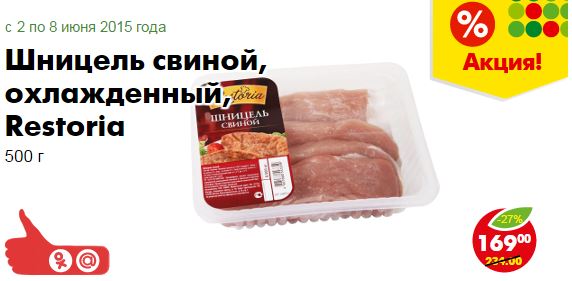 с 2 по 8 июня 2015 года
Шницель свиной,
охлажденный,
Restoria
500 г
%
Акция!
ШНИЦЕЛЬ
СВИНОЙ
-27%
169.00
234.00
@